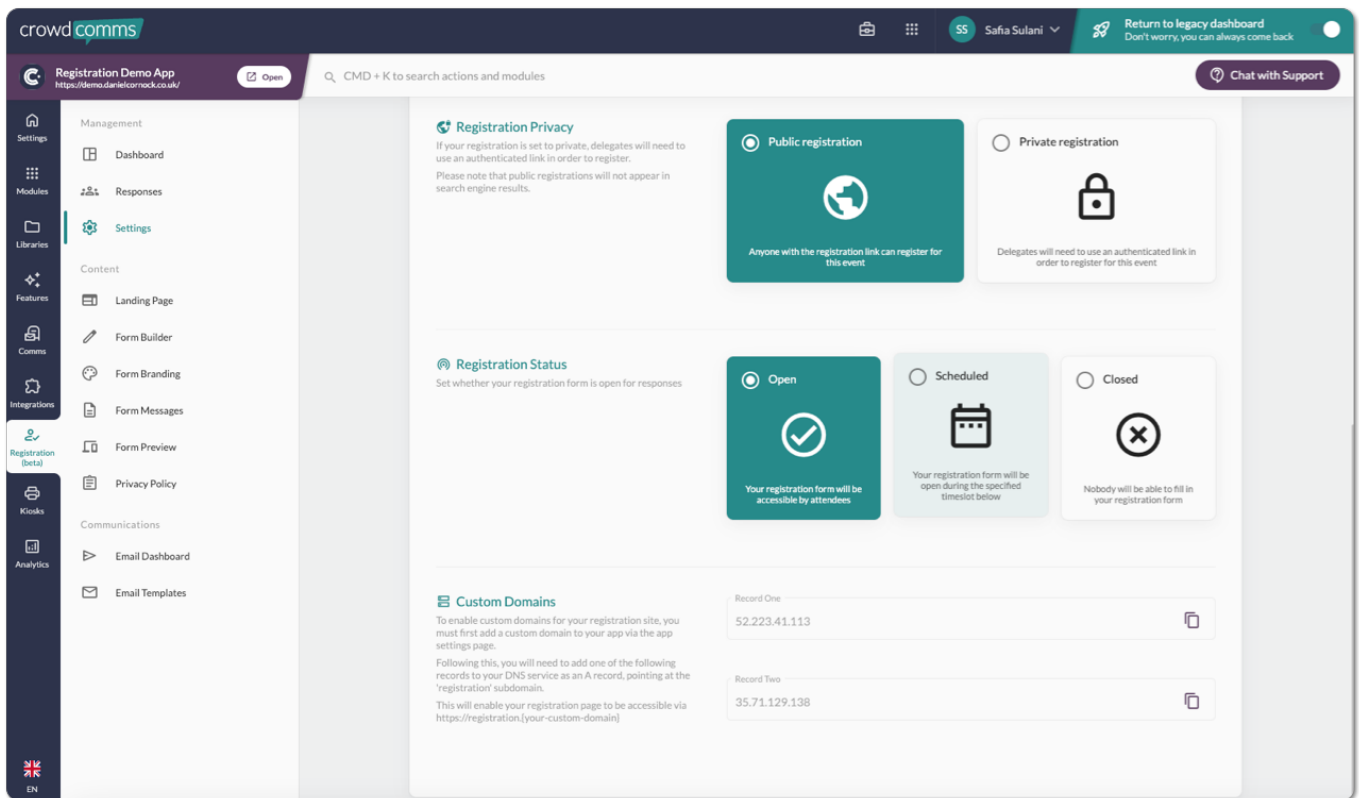 crowdcomms
SS
Safia Sulani
Return to legacy dashboard
Don't worry, you can always come back
Registration Demo App
https://demo.danielcornock.co.uk/
Open
CMD + K to search actions and modules
Chat with Support
Settings
Modules
Libraries
Features
Comms
Integrations
Registration
(beta)
Kiosks
Analytics
EN
Management
Dashboard
Responses
Settings
Content
Landing Page
Form Builder
Form Branding
Form Messages
Form Preview
Privacy Policy
Communications
Email Dashboard
Email Templates
Registration Privacy
If your registration is set to private, delegates will need to
use an authenticated link in order to register.
Please note that public registrations will not appear in
search engine results.
Public registration
Anyone with the registration link can register for
this event
Private registration
Delegates will need to use an authenticated link in
order to register for this event
Registration Status
Set whether your registration form is open for responses
Open
Your registration form will be
accessible by attendees
Scheduled
Your registration form will be
open during the specified
timeslot below
Closed
Nobody will be able to fill in
your registration form
Custom Domains
To enable custom domains for your registration site, you
must first add a custom domain to your app via the app
settings page.
Following this, you will need to add one of the following
records to your DNS service as an A record, pointing at the
'registration' subdomain.
This will enable your registration page to be accessible via
https://registration.{your-custom-domain}
Record One
52.223.41.113
Record Two
35.71.129.138